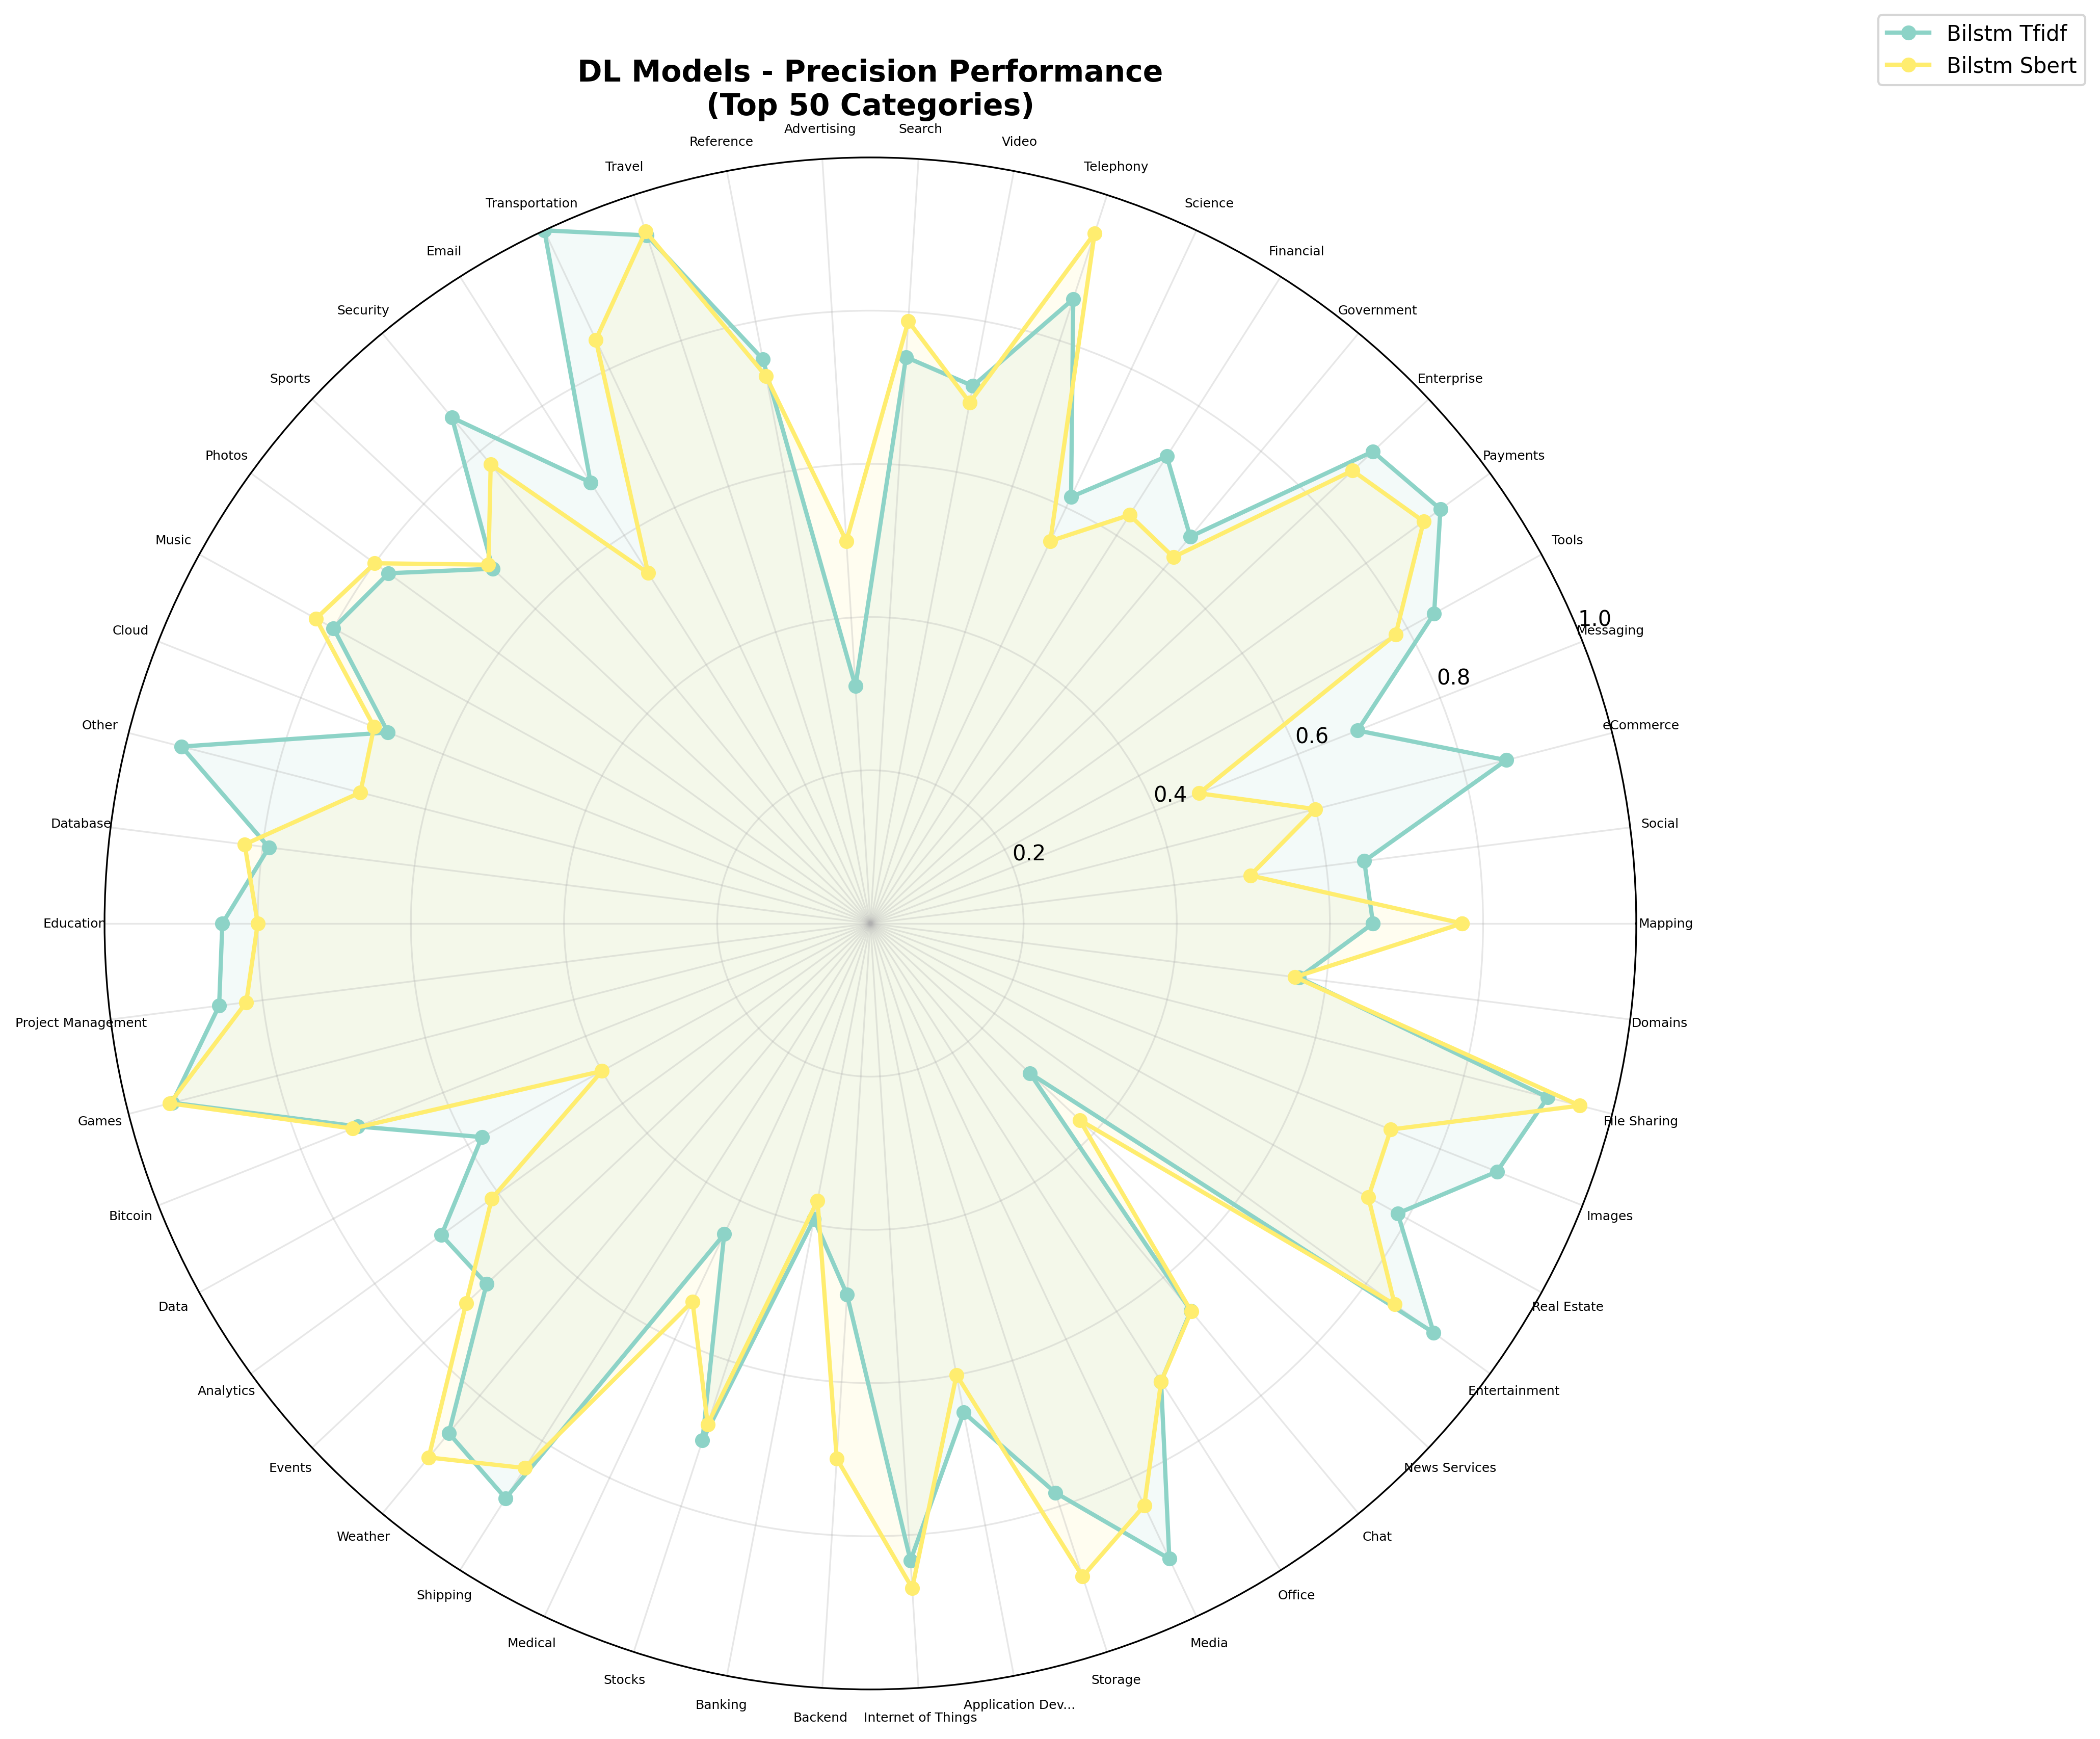 Bilstm Tfidf
Bilstm Sbert
DL Models - Precision Performance
(Top 50 Categories)
Advertising
Search
Reference
Video
Travel
Telephony
Transportation
Science
Email
Financial
Security
Government
Sports
Enterprise
Photos
Payments
Music
Tools
Cloud
Messaging
Other
eCommerce
Database
Social
Education
Mapping
Project Management
Domains
Games
File Sharing
Bitcoin
Images
Data
Real Estate
Analytics
Entertainment
Events
News Services
Weather
Chat
Shipping
Office
Medical
Media
Stocks
Storage
Banking
Application Dev...
Backend
Internet of Things
1.0
0.8
0.6
0.4
0.2